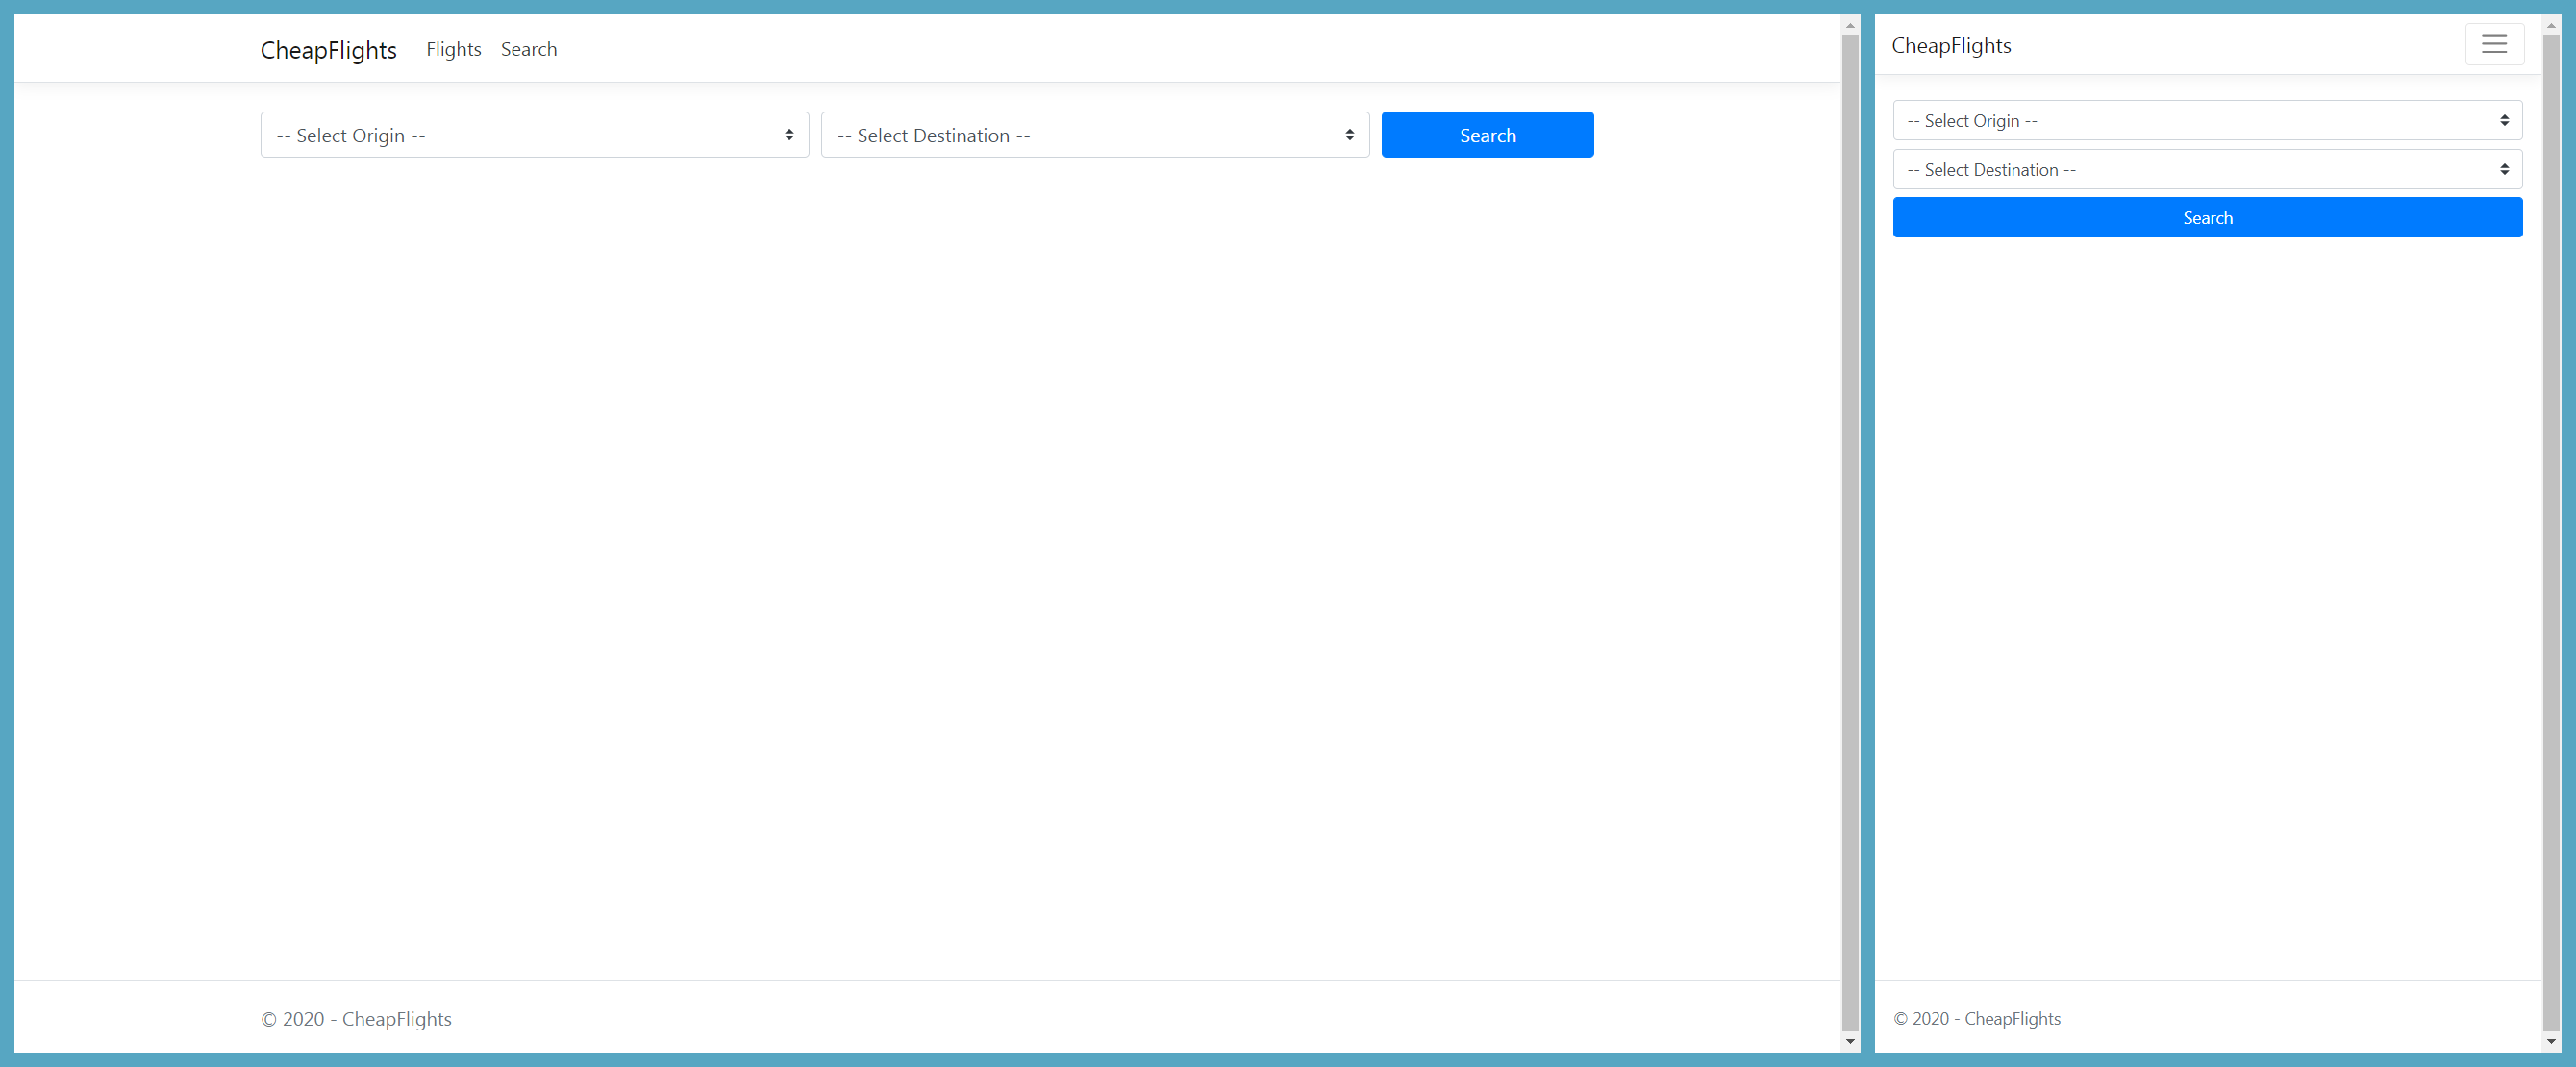 CheapFlights Flights Search
-- Select Origin -- -- Select Destination -- Search
© 2020 - CheapFlights
CheapFlights
-- Select Origin --
-- Select Destination --
Search
© 2020 - CheapFlights